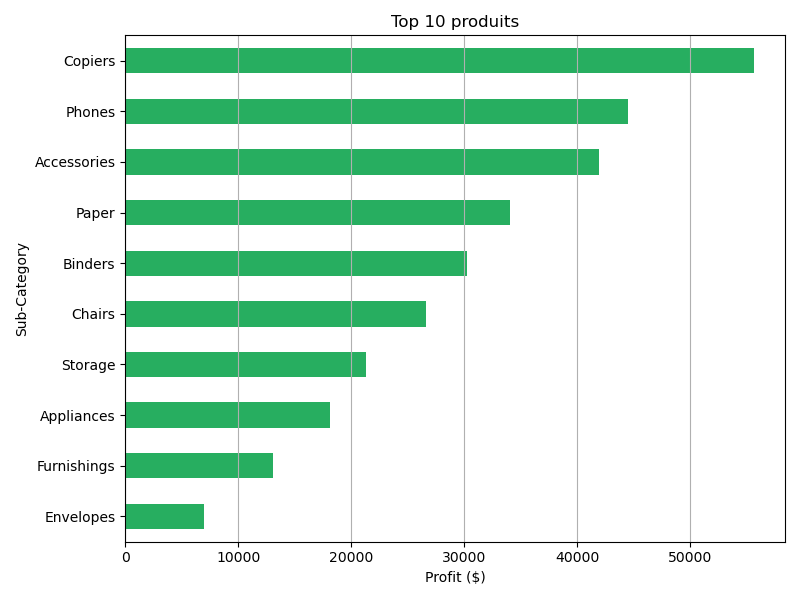 Top 10 produits
Copiers
Phones
Accessories
Paper
Binders
Chairs
Storage
Appliances
Furnishings
Envelopes
Sub-Category
0 10000 20000 30000 40000 50000
Profit ($)